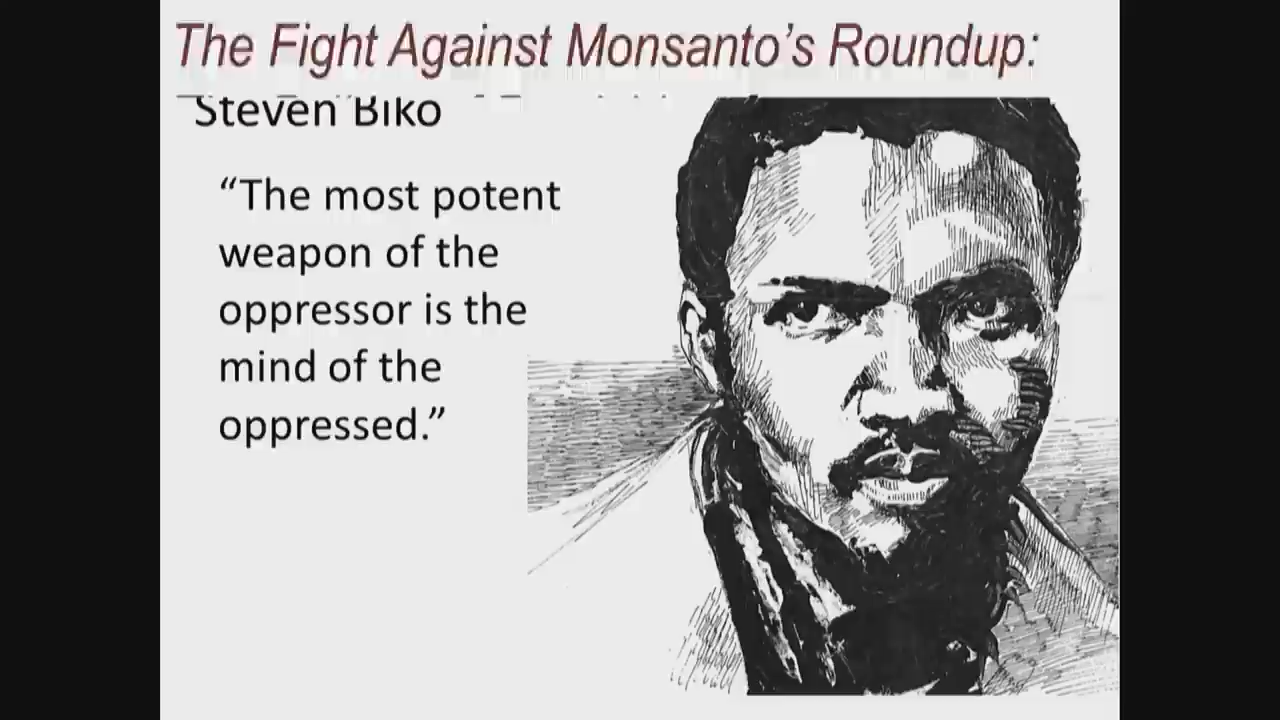 The Fight Against Monsanto’s Roundup:
Steven Biko
“The most potent
weapon of the
oppressor is the
mind of the
oppressed.”